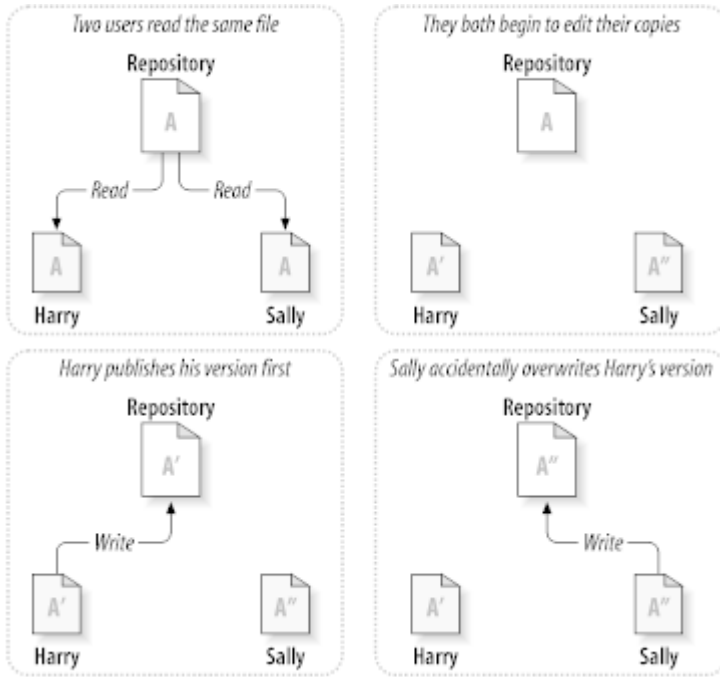 Two users read the same file
Repository
A
Read Read
A A
Harry Sally
They both begin to edit their copies
Repository
A
A' A"
Harry Sally
Harry publishes his version first
Repository
A'
Write
A' A"
Harry Sally
Sally accidentally overwrites Harry's version
Repository
A"
Write
A' A"
Harry Sally